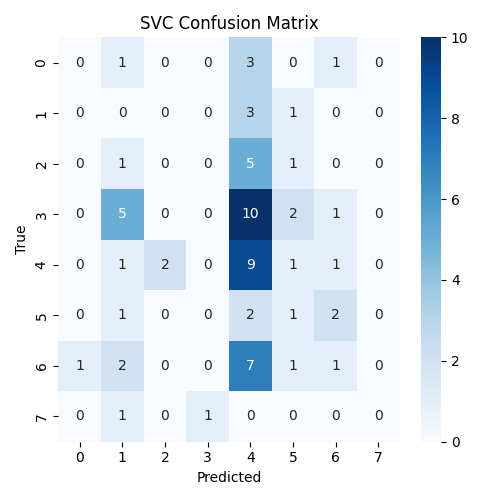 SVC Confusion Matrix
True
0 0 1 0 0 3 0 1 0
1 0 0 0 0 3 1 0 0
2 0 1 0 0 5 1 0 0
3 0 5 0 0 10 2 1 0
4 0 1 2 0 9 1 1 0
5 0 1 0 0 2 1 2 0
6 1 2 0 0 7 1 1 0
7 0 1 0 1 0 0 0 0
0 1 2 3 4 5 6 7
Predicted
10
8
6
4
2
0